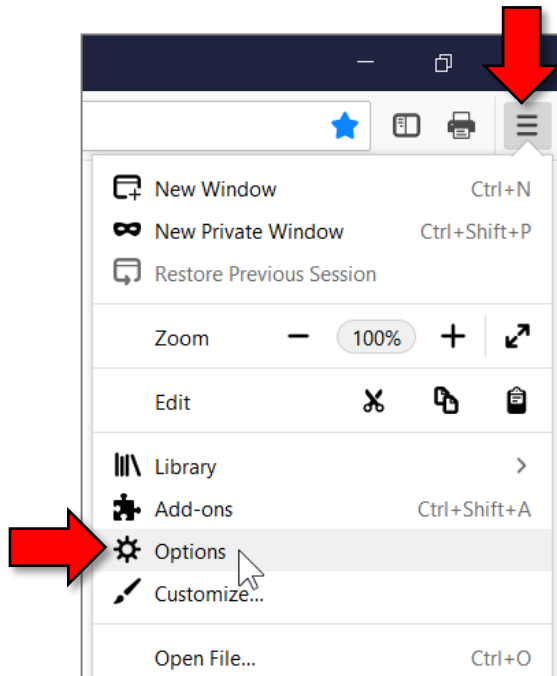 New Window Ctrl+N
New Private Window Ctrl+Shift+P
Restore Previous Session
Zoom 100%
Edit
Library
Add-ons Ctrl+Shift+A
Options
Customize...
Open File... Ctrl+O